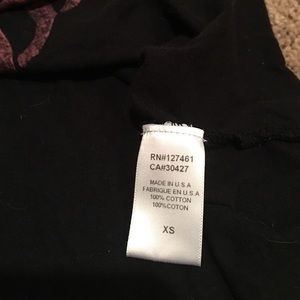 RN#127461
CA#30427
MADE IN U.S.A
FABRIQUE EN U.S.A
100% COTTON
100%COTON
XS